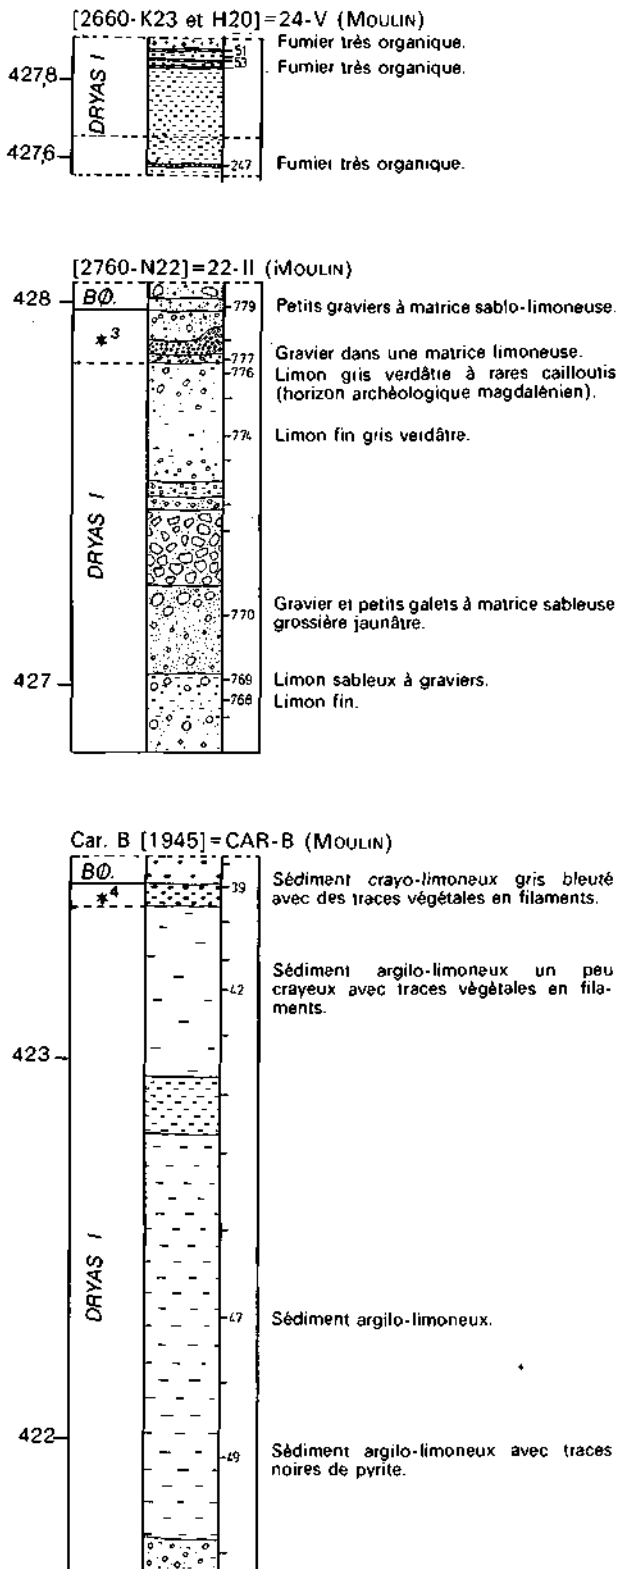 [2660-K23 et H20]=24-V (MOULIN)
Fumier très organique.
51
53
Fumier très organique.
427,8
DRYAS I
427,6
247
Fumier très organique.
[2760-N22]=22-II (MOULIN)
428
BØ.
779
Petits graviers à matrice sablo-limoneuse.
*3
777
Gravier dans une matrice limoneuse.
776
Limon gris verdâtre à rares cailloutis
(horizon archéologique magdalénien).
774
Limon fin gris verdâtre.
DRYAS I
770
Gravier et petits galets à matrice sableuse
grossière jaunâtre.
427
769
Limon sableux à graviers.
768
Limon fin.
Car. B [1945]=CAR-B (MOULIN)
BØ.
39
Sédiment crayo-limoneux gris bleuté
avec des traces végétales en filaments.
*4
42
Sédiment argilo-limoneux un peu
crayeux avec traces végétales en fila-
ments.
423
DRYAS I
47
Sédiment argilo-limoneux.
422
49
Sédiment argilo-limoneux avec traces
noires de pyrite.